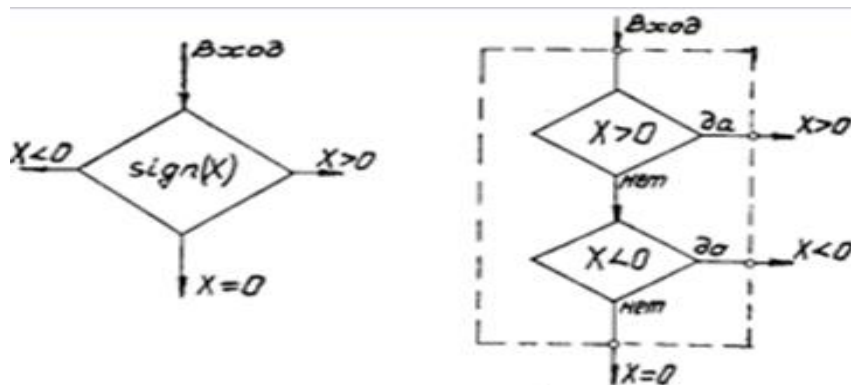 Вход
X<0
sign(X)
X>0
X=0
Вход
X>0
да
X>0
нет
X<0
да
X<0
нет
X=0